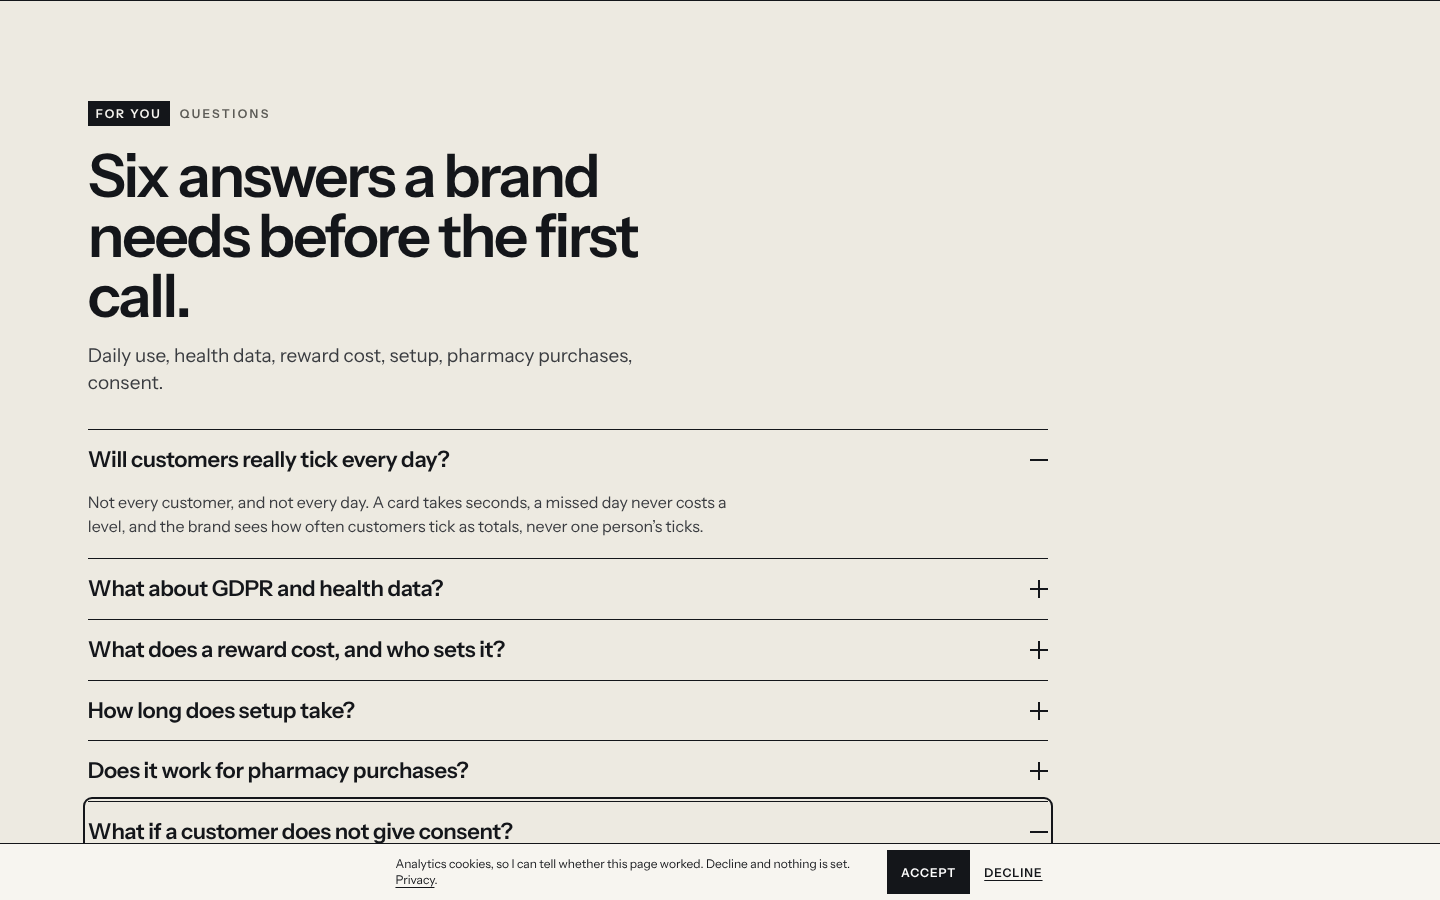 FOR YOU QUESTIONS
Six answers a brand
needs before the first
call.
Daily use, health data, reward cost, setup, pharmacy purchases,
consent.
Will customers really tick every day?
Not every customer, and not every day. A card takes seconds, a missed day never costs a
level, and the brand sees how often customers tick as totals, never one person’s ticks.
What about GDPR and health data?
What does a reward cost, and who sets it?
How long does setup take?
Does it work for pharmacy purchases?
What if a customer does not give consent?
Analytics cookies, so I can tell whether this page worked. Decline and nothing is set.
Privacy.
ACCEPT DECLINE